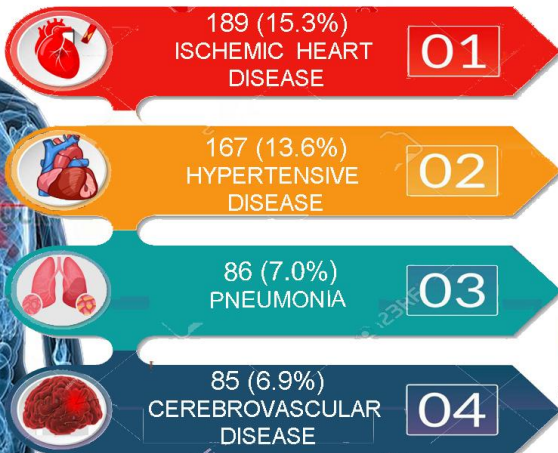 189 (15.3%)
ISCHEMIC HEART
DISEASE
01
167 (13.6%)
HYPERTENSIVE
DISEASE
02
86 (7.0%)
PNEUMONIA
03
85 (6.9%)
CEREBROVASCULAR
DISEASE
04